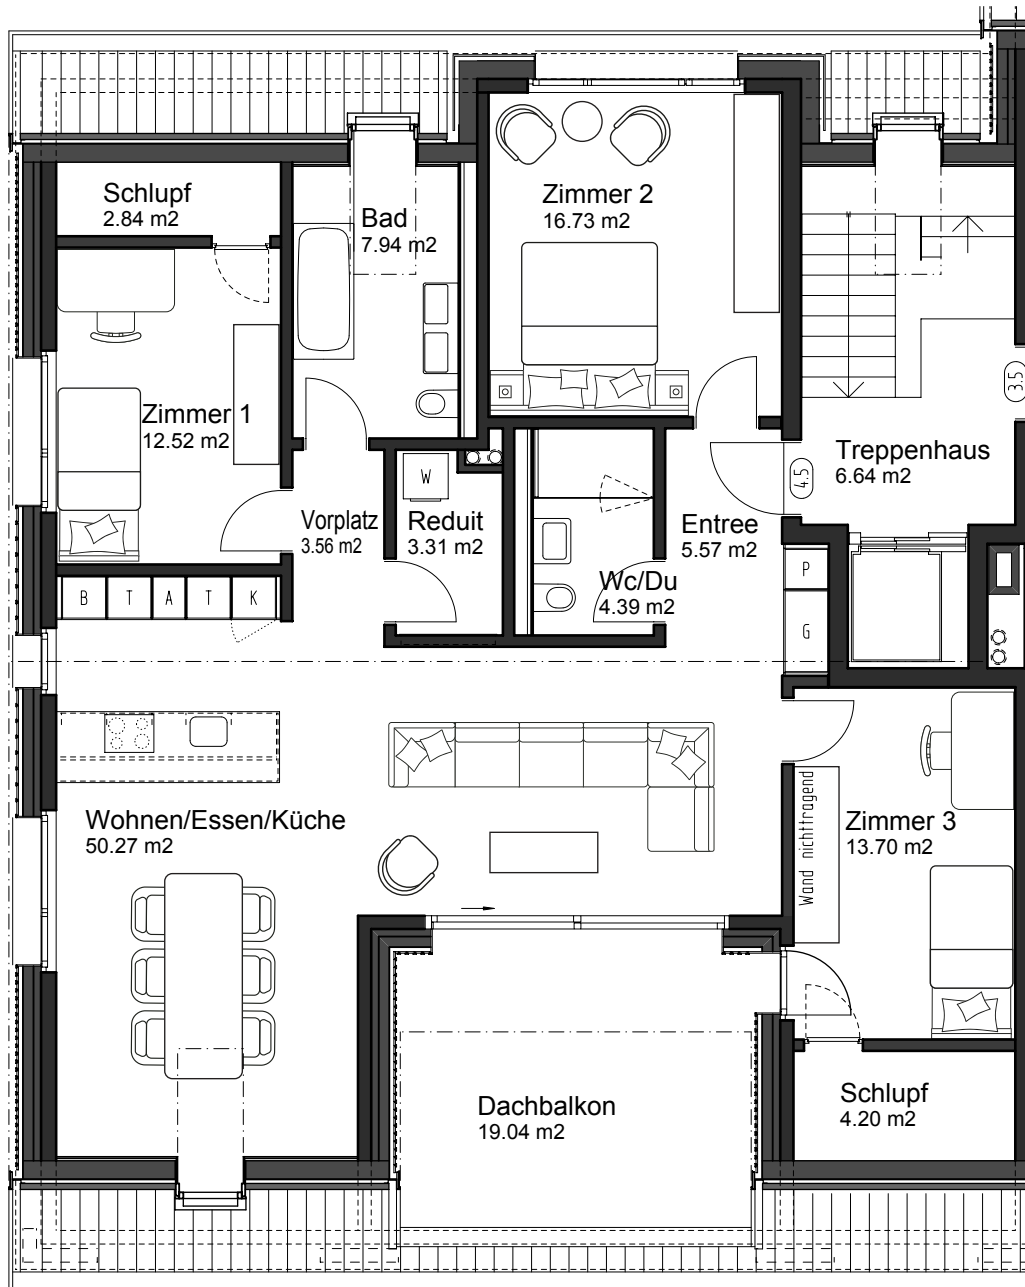 Schlupf
2.84 m2
Bad
7.94 m2
Zimmer 2
16.73 m2
3.5
Zimmer 1
12.52 m2
Treppenhaus
6.64 m2
4.5
W
Vorplatz
3.56 m2
Reduit
3.31 m2
Entree
5.57 m2
Wc/Du
4.39 m2
P
G
B T A T K
Wohnen/Essen/Küche
50.27 m2
Wand nichttragend
Zimmer 3
13.70 m2
Dachbalkon
19.04 m2
Schlupf
4.20 m2